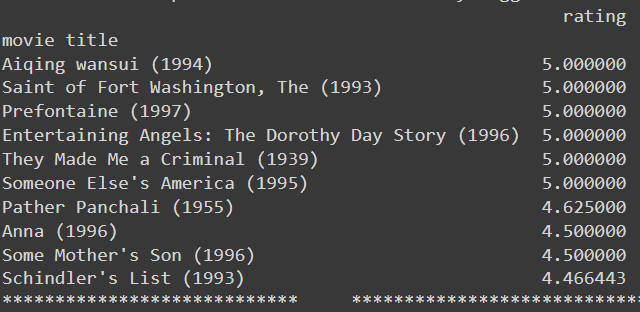 rating
movie title
Aiqing wansui (1994) 5.000000
Saint of Fort Washington, The (1993) 5.000000
Prefontaine (1997) 5.000000
Entertaining Angels: The Dorothy Day Story (1996) 5.000000
They Made Me a Criminal (1939) 5.000000
Someone Else's America (1995) 5.000000
Pather Panchali (1955) 4.625000
Anna (1996) 4.500000
Some Mother's Son (1996) 4.500000
Schindler's List (1993) 4.466443
**************************** ***************************